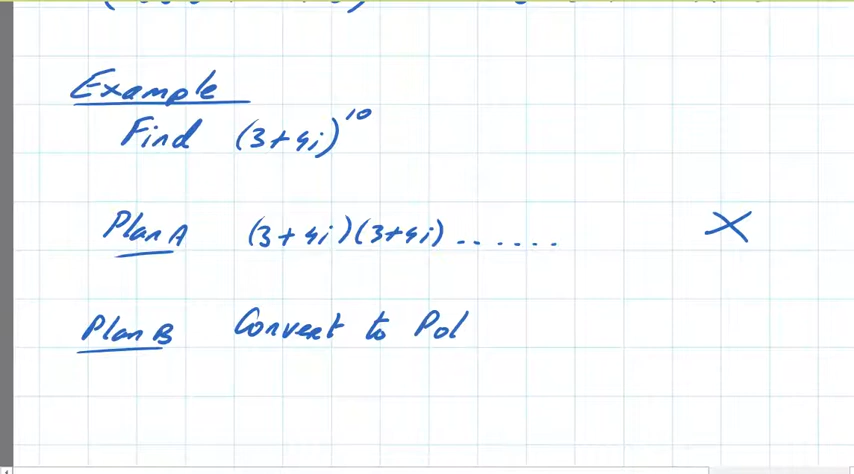 Example
Find (3+4i)^10
Plan A (3+4i)(3+4i)......
Plan B Convert to Pol